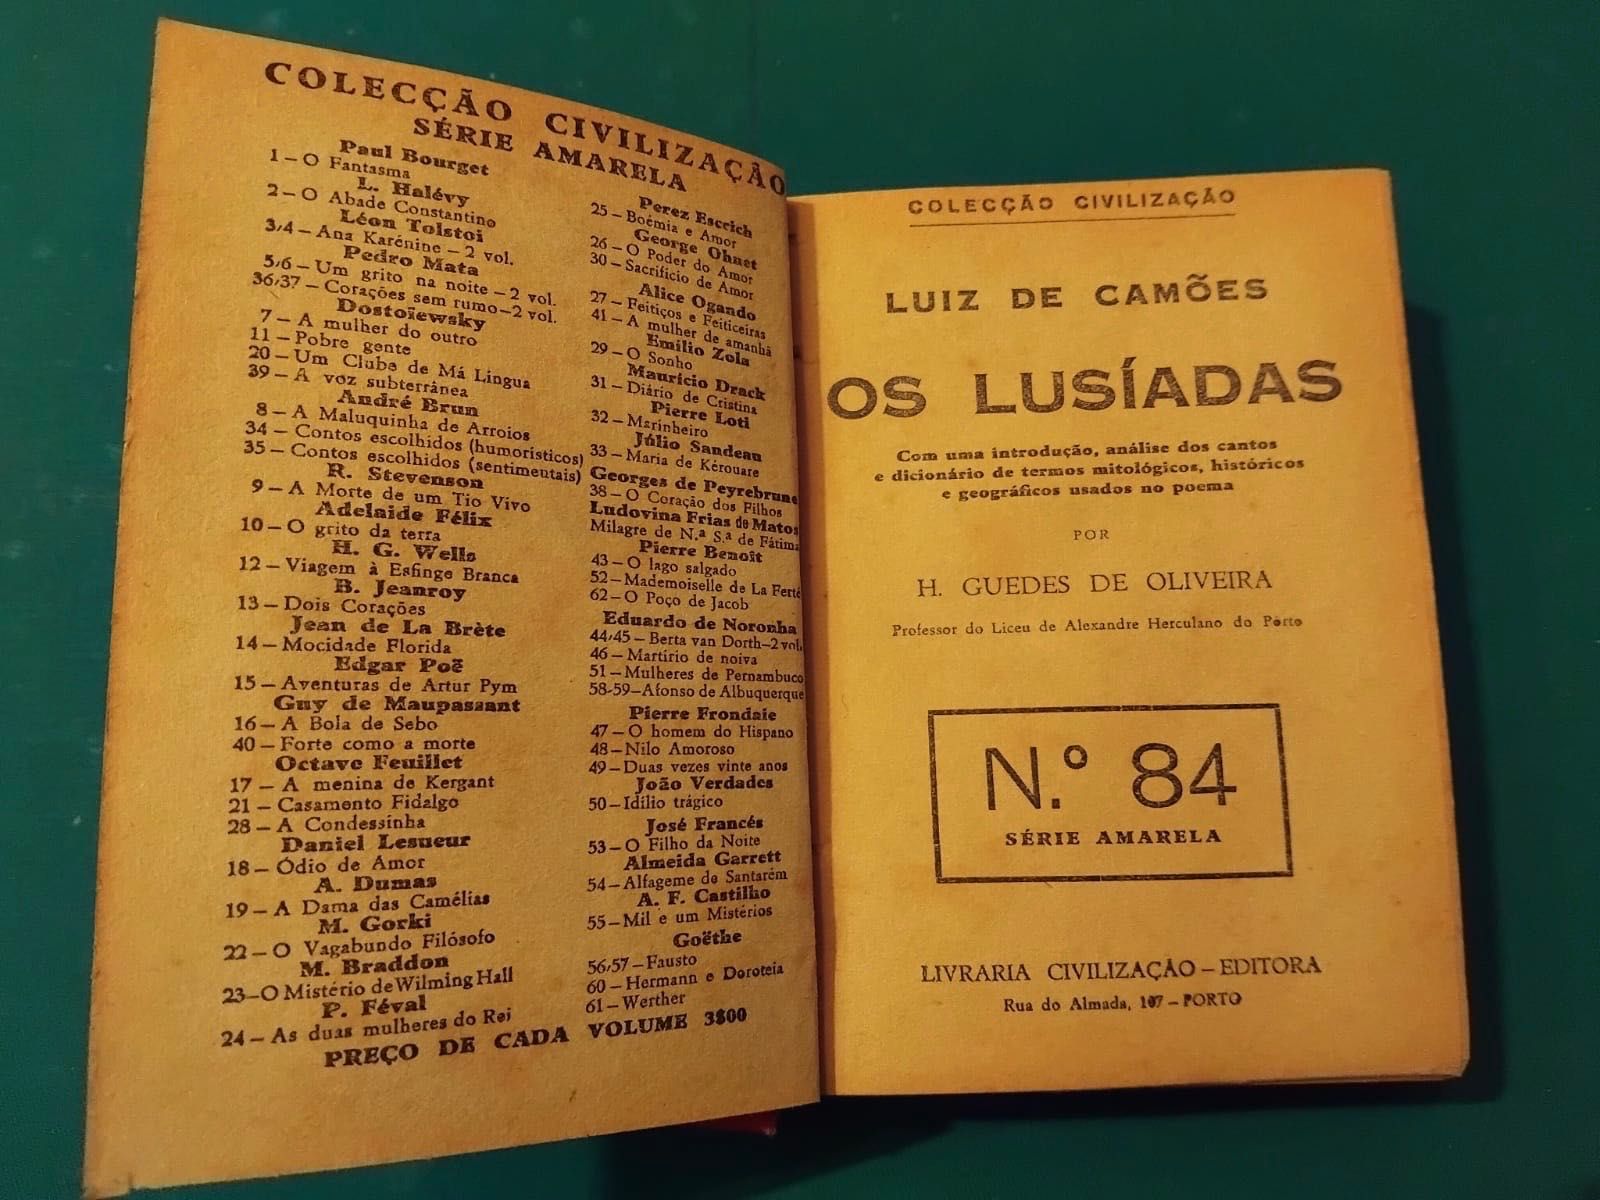 COLECÇÃO CIVILIZAÇÃO
SÉRIE AMARELA
Paul Bourget
1 – O Fantasma
L. Halévy
2 – O Abade Constantino
Léon Tolstoi
3/4 – Ana Karénine – 2 vol.
Pedro Mata
5/6 – Um grito na noite – 2 vol.
36/37 – Corações sem rumo – 2 vol.
Dostoiewsky
7 – A mulher do outro
11 – Pobre gente
20 – Um Clube de Má Lingua
39 – A voz subterrânea
André Brun
8 – A Maluquinha de Arroios
34 – Contos escolhidos (humorísticos)
35 – Contos escolhidos (sentimentais)
R. Stevenson
9 – A Morte de um Tio Vivo
Adelaide Félix
10 – O grito da terra
H. G. Wells
12 – Viagem à Esfinge Branca
B. Jeanroy
13 – Dois Corações
Jean de La Brète
14 – Mocidade Florida
Edgar Poë
15 – Aventuras de Artur Pym
Guy de Maupassant
16 – A Bola de Sebo
40 – Forte como a morte
Octave Feuillet
17 – A menina de Kergant
21 – Casamento Fidalgo
28 – A Condessinha
Daniel Lesueur
18 – Ódio de Amor
A. Dumas
19 – A Dama das Camélias
M. Gorki
22 – O Vagabundo Filósofo
M. Braddon
23 – O Mistério de Wilming Hall
P. Féval
24 – As duas mulheres do Rei
Perez Escrich
25 – Boémia e Amor
George Ohnet
26 – O Poder do Amor
30 – Sacrificio de Amor
Alice Ogando
27 – Feitiços e Feiticeiras
41 – A mulher de amanhã
Emilio Zola
29 – O Sonho
Mauricio Drack
31 – Diário de Cristina
Pierre Loti
32 – Marinheiro
Júlio Sandeau
33 – Maria de Kérouare
Georges de Peyrebrune
38 – O Coração dos Filhos
Ludovina Frias de Matos
Milagre de N.ª S.ª de Fátima
Pierre Benoît
43 – O lago salgado
52 – Mademoiselle de La Ferté
62 – O Poço de Jacob
Eduardo de Noronha
44/45 – Berta van Dorth – 2 vol.
46 – Martirio de noiva
51 – Mulheres de Pernambuco
58-59 – Afonso de Albuquerque
Pierre Frondaie
47 – O homem do Hispano
48 – Nilo Amoroso
49 – Duas vezes vinte anos
João Verdades
50 – Idílio trágico
José Francés
53 – O Filho da Noite
Almeida Garrett
54 – Alfageme de Santarém
A. F. Castilho
55 – Mil e um Mistérios
Goëthe
56/57 – Fausto
60 – Hermann e Doroteia
61 – Werther
PREÇO DE CADA VOLUME 3$00
COLECÇÃO CIVILIZAÇÃO
LUIZ DE CAMÕES
OS LUSÍADAS
Com uma introdução, análise dos cantos
e dicionário de termos mitológicos, históricos
e geográficos usados no poema
POR
H. GUEDES DE OLIVEIRA
Professor do Liceu de Alexandre Herculano do Pôrto
N.º 84
SÉRIE AMARELA
LIVRARIA CIVILIZAÇÃO – EDITORA
Rua do Almada, 107 – PORTO